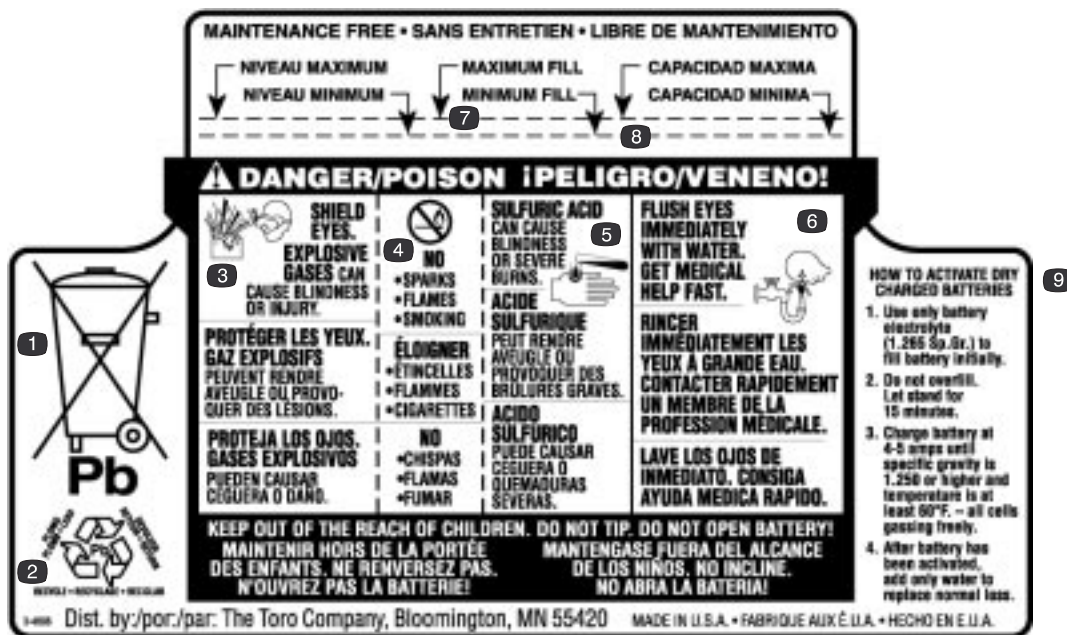 MAINTENANCE FREE • SANS ENTRETIEN • LIBRE DE MANTENIMIENTO
NIVEAU MAXIMUM
NIVEAU MINIMUM
MAXIMUM FILL
MINIMUM FILL
CAPACIDAD MAXIMA
CAPACIDAD MINIMA
7
8
DANGER/POISON ¡PELIGRO/VENENO!
3
SHIELD
EYES.
EXPLOSIVE
GASES CAN
CAUSE BLINDNESS
OR INJURY.
PROTÉGER LES YEUX.
GAZ EXPLOSIFS
PEUVENT RENDRE
AVEUGLE OU PROVO-
QUER DES LÉSIONS.
PROTEJA LOS OJOS.
GASES EXPLOSIVOS
PUEDEN CAUSAR
CEGUERA O DAÑO.
4
NO
•SPARKS
•FLAMES
•SMOKING
ÉLOIGNER
•ÉTINCELLES
•FLAMMES
•CIGARETTES
NO
•CHISPAS
•FLAMAS
•FUMAR
5
SULFURIC ACID
CAN CAUSE
BLINDNESS
OR SEVERE
BURNS.
ACIDE
SULFURIQUE
PEUT RENDRE
AVEUGLE OU
PROVOQUER DES
BRÛLURES GRAVES.
ACIDO
SULFURICO
PUEDE CAUSAR
CEGUERA O
QUEMADURAS
SEVERAS.
6
FLUSH EYES
IMMEDIATELY
WITH WATER.
GET MEDICAL
HELP FAST.
RINCER
IMMÉDIATEMENT LES
YEUX À GRANDE EAU.
CONTACTER RAPIDEMENT
UN MEMBRE DE LA
PROFESSION MÉDICALE.
LAVE LOS OJOS DE
INMEDIATO. CONSIGA
AYUDA MEDICA RAPIDO.
KEEP OUT OF THE REACH OF CHILDREN. DO NOT TIP. DO NOT OPEN BATTERY!
MAINTENIR HORS DE LA PORTÉE
DES ENFANTS. NE RENVERSEZ PAS.
N'OUVREZ PAS LA BATTERIE!
MANTENGASE FUERA DEL ALCANCE
DE LOS NIÑOS. NO INCLINE.
NO ABRA LA BATERIA!
1
Pb
2
RECYCLE • RECYCLAGE • RECICLAR
9
HOW TO ACTIVATE DRY
CHARGED BATTERIES
1. Use only battery
electrolyte
(1.265 Sp.Gr.) to
fill battery initially.
2. Do not overfill.
Let stand for
15 minutes.
3. Charge battery at
4-5 amps until
specific gravity is
1.250 or higher and
temperature is at
least 60°F. – all cells
gassing freely.
4. After battery has
been activated,
add only water to
replace normal loss.
Dist. by:/por:/par: The Toro Company, Bloomington, MN 55420
MADE IN U.S.A. • FABRIQUE AUX É.U.A. • HECHO EN E.U.A.